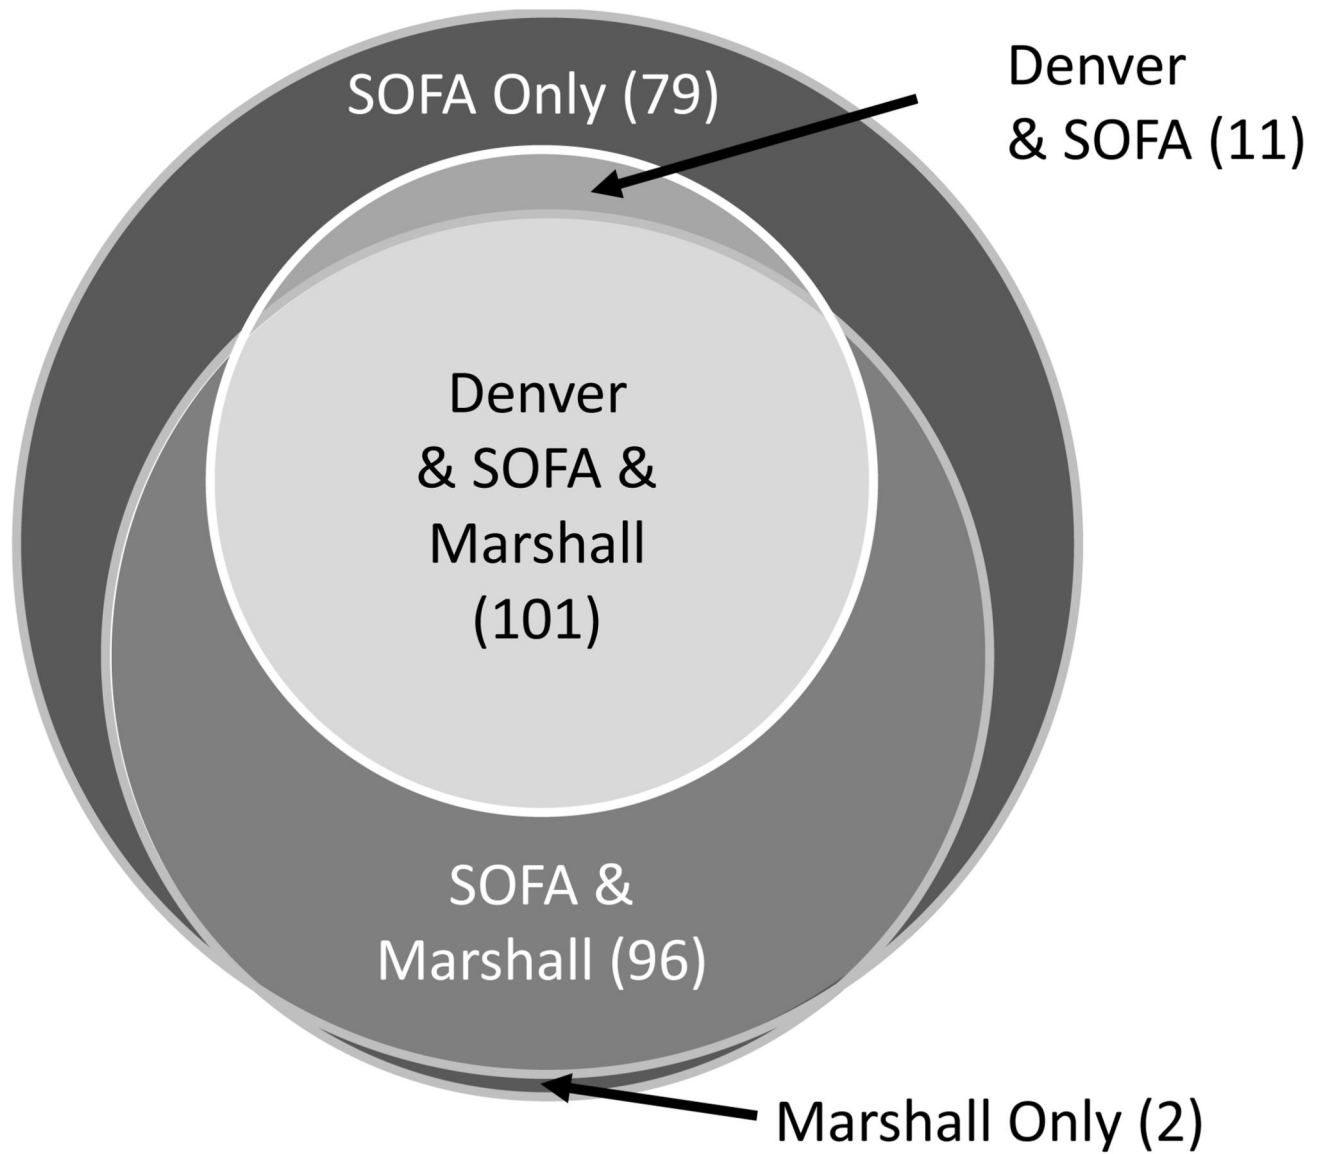 SOFA Only (79)
Denver
& SOFA (11)
Denver
& SOFA &
Marshall
(101)
SOFA &
Marshall (96)
Marshall Only (2)